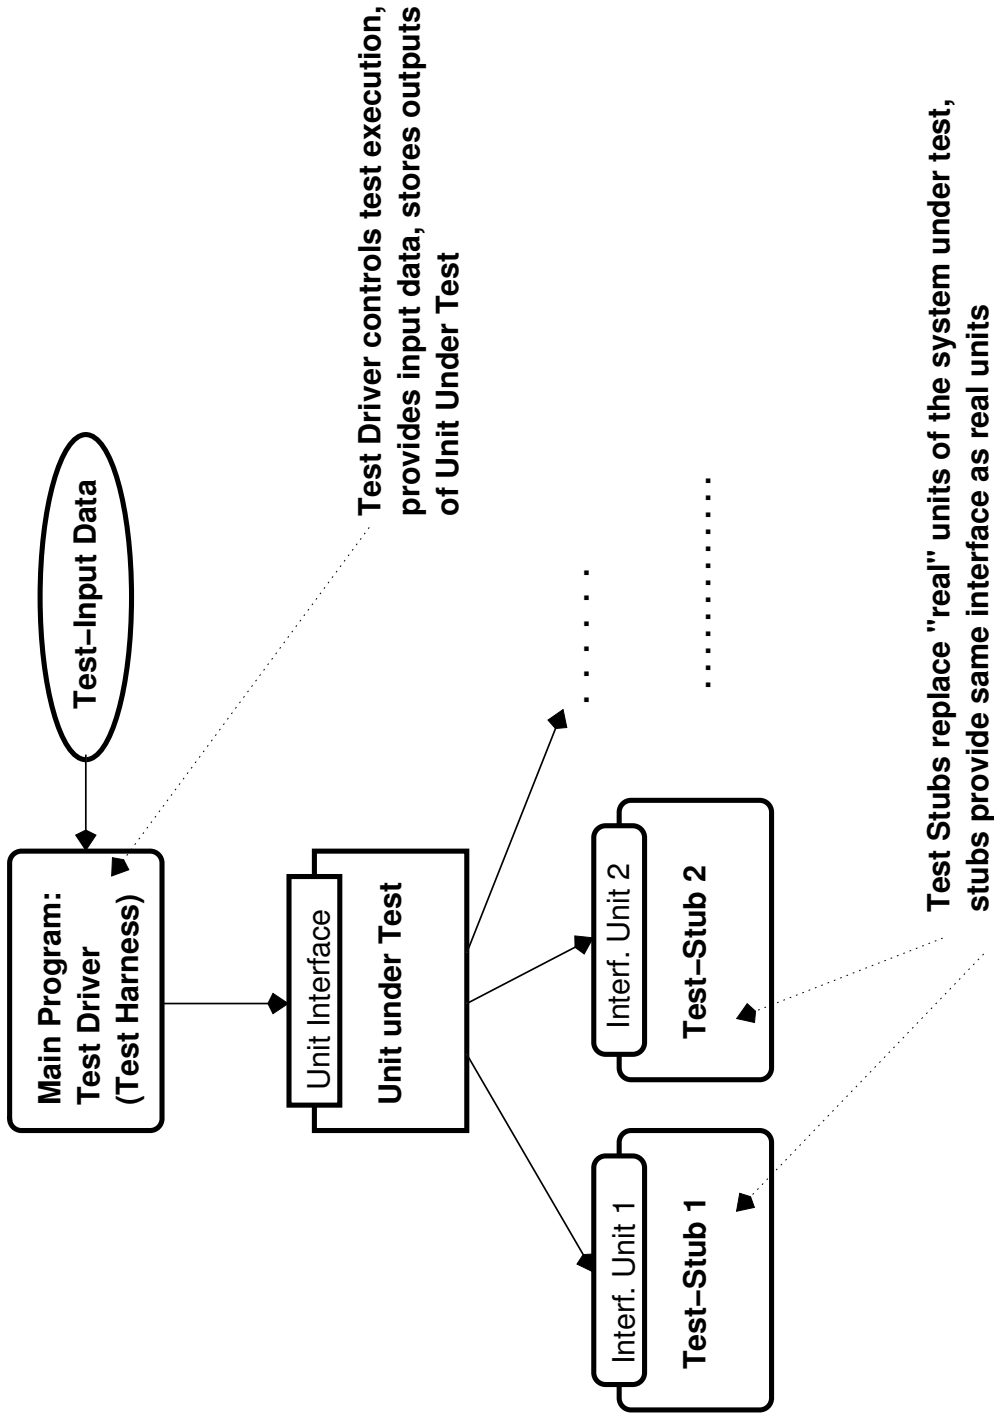 Main Program:
Test Driver
(Test Harness)
Test–Input Data
Test Driver controls test execution,
provides input data, stores outputs
of Unit Under Test
Unit Interface
Unit under Test
. . . . . .
. . . . . . . . . . . . .
Interf. Unit 1
Test–Stub 1
Interf. Unit 2
Test–Stub 2
Test Stubs replace "real" units of the system under test,
stubs provide same interface as real units